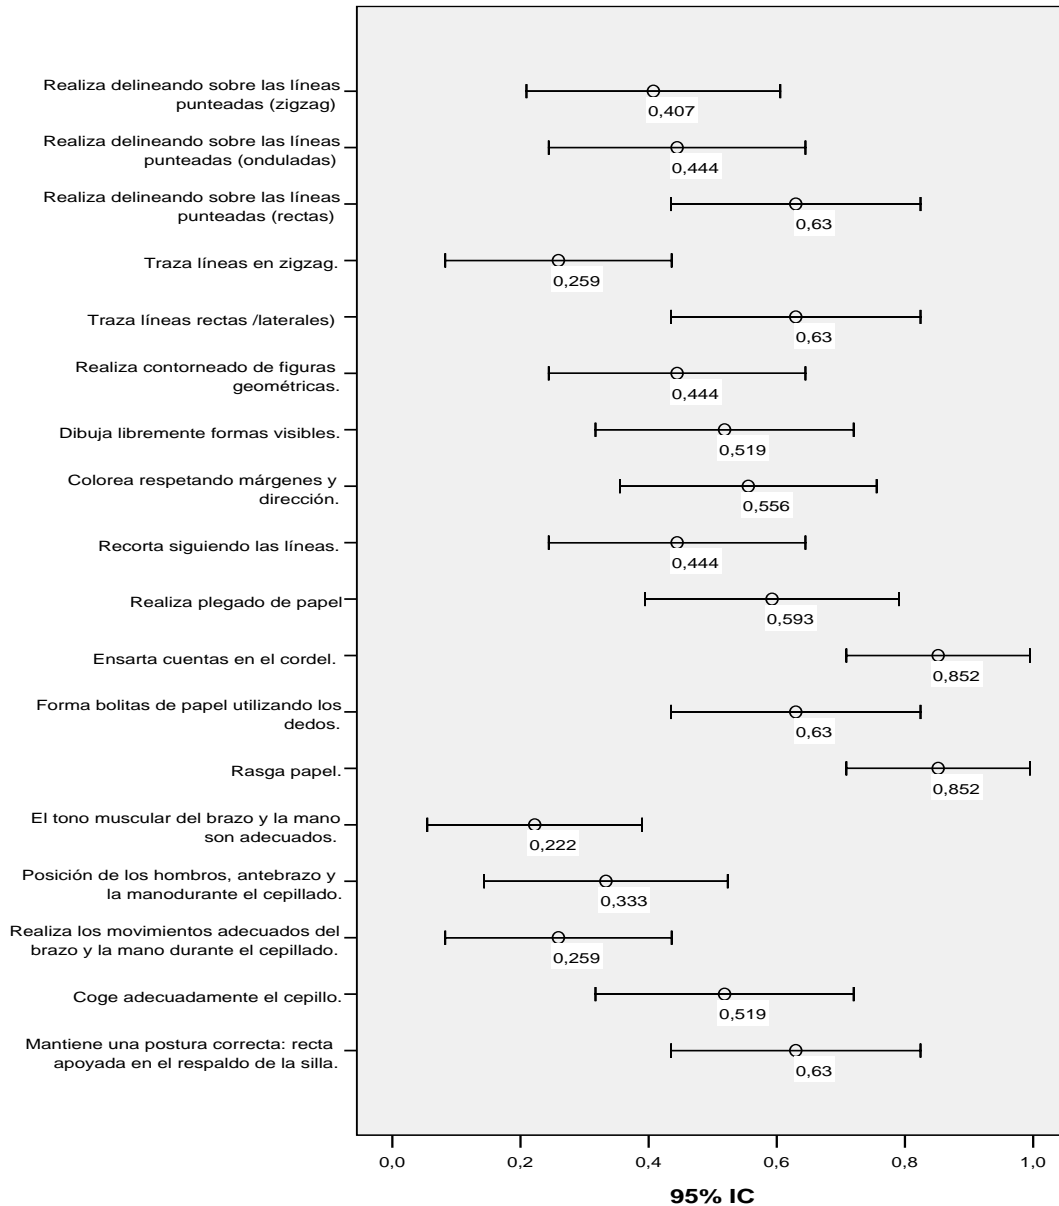 Realiza delineando sobre las líneas
punteadas (zigzag)
0,407
Realiza delineando sobre las líneas
punteadas (onduladas)
0,444
Realiza delineando sobre las líneas
punteadas (rectas)
0,63
Traza líneas en zigzag.
0,259
Traza líneas rectas /laterales)
0,63
Realiza contorneado de figuras
geométricas.
0,444
Dibuja libremente formas visibles.
0,519
Colorea respetando márgenes y
dirección.
0,556
Recorta siguiendo las líneas.
0,444
Realiza plegado de papel
0,593
Ensarta cuentas en el cordel.
0,852
Forma bolitas de papel utilizando los
dedos.
0,63
Rasga papel.
0,852
El tono muscular del brazo y la mano
son adecuados.
0,222
Posición de los hombros, antebrazo y
la manodurante el cepillado.
0,333
Realiza los movimientos adecuados del
brazo y la mano durante el cepillado.
0,259
Coge adecuadamente el cepillo.
0,519
Mantiene una postura correcta: recta
apoyada en el respaldo de la silla.
0,63
0,0 0,2 0,4 0,6 0,8 1,0
95% IC